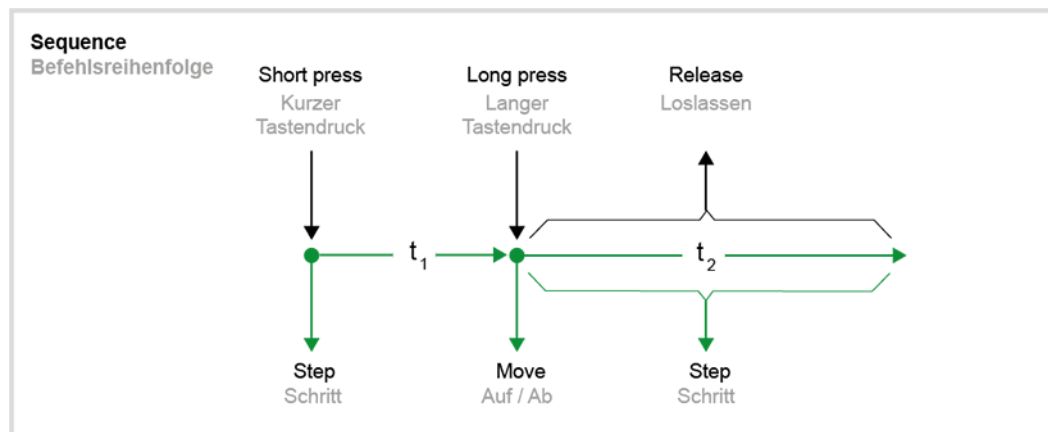 Sequence
Befehlsreihenfolge
Short press
Kurzer
Tastendruck
Long press
Langer
Tastendruck
Release
Loslassen
t₁
t₂
Step
Schritt
Move
Auf / Ab
Step
Schritt